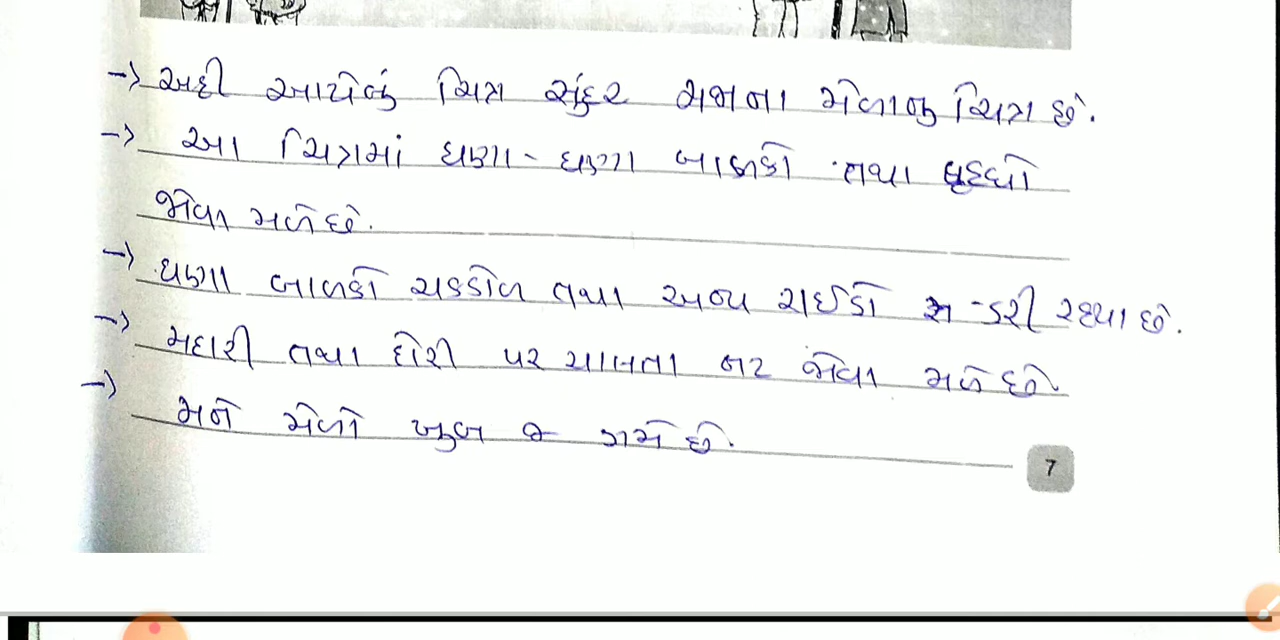 → અહી આપેલું ચિત્ર સુંદર મજાના મેળાનું ચિત્ર છે.
→ આ ચિત્રમાં ઘણા - ઘણા બાળકો તથા વૃદ્ધો
જોવા મળે છે.
→ ઘણા બાળકો ચકડોળ તથા અન્ય રાઈડો કરી રહ્યા છે.
→ મદારી તથા દોરી પર ચાલતા નટ જોવા મળે છે.
→ મને મેળો ખુબ જ ગમે છે.
7